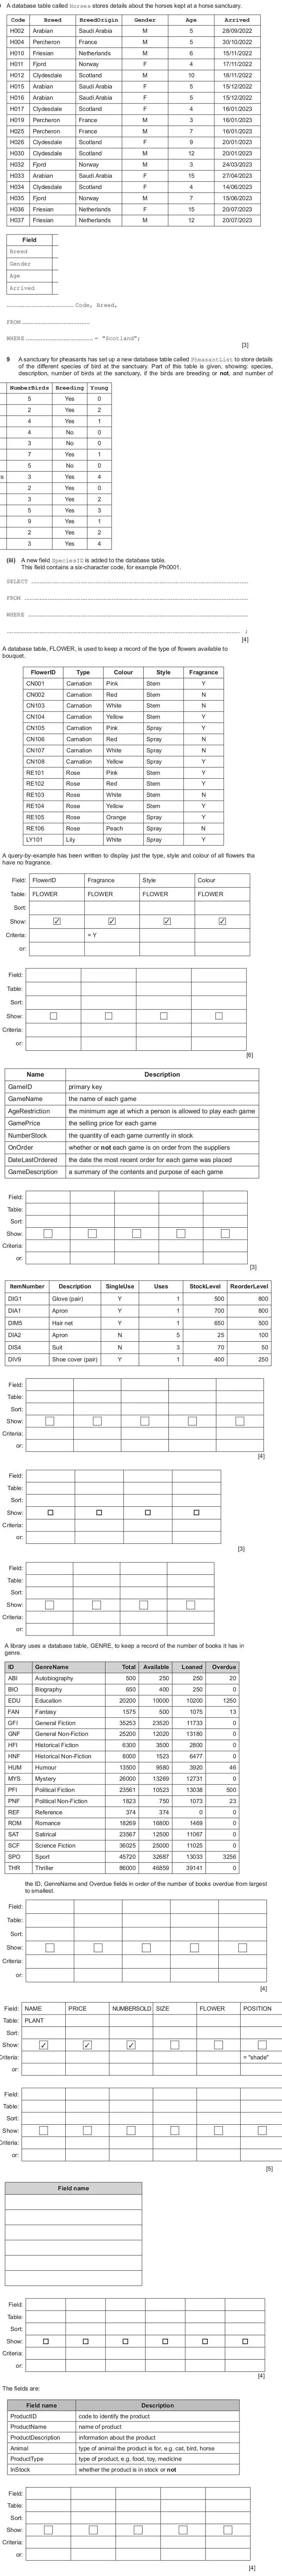 A database table called Horses stores details about the horses kept at a horse sanctuary.
Code Breed BreedOrigin Gender Age Arrived
H002 Arabian Saudi Arabia M 5 28/09/2022
H004 Percheron France M 5 30/10/2022
H010 Friesian Netherlands M 6 15/11/2022
H011 Fjord Norway F 4 17/11/2022
H012 Clydesdale Scotland M 10 18/11/2022
H015 Arabian Saudi Arabia F 5 15/12/2022
H016 Arabian Saudi Arabia F 5 15/12/2022
H017 Clydesdale Scotland F 4 16/01/2023
H019 Percheron France M 3 16/01/2023
H025 Percheron France M 7 16/01/2023
H026 Clydesdale Scotland F 9 20/01/2023
H030 Clydesdale Scotland M 12 20/01/2023
H032 Fjord Norway M 3 24/03/2023
H033 Arabian Saudi Arabia F 15 27/04/2023
H034 Clydesdale Scotland F 4 14/06/2023
H035 Fjord Norway M 7 15/06/2023
H036 Friesian Netherlands F 15 20/07/2023
H037 Friesian Netherlands M 12 20/07/2023
Field
Breed
Gender
Age
Arrived
........................................ Code, Breed,
FROM ........................................
WHERE ........................................ = "Scotland";
[3]
9 A sanctuary for pheasants has set up a new database table called PheasantList to store details
of the different species of bird at the sanctuary. Part of this table is given, showing: species,
description, number of birds at the sanctuary, if the birds are breeding or not, and number of
NumberBirds Breeding Young
5 Yes 0
2 Yes 2
4 Yes 1
4 No 0
3 No 0
7 Yes 1
5 No 0
s 3 Yes 4
2 Yes 0
3 Yes 2
5 Yes 3
9 Yes 1
2 Yes 2
3 Yes 4
(iii) A new field SpeciesID is added to the database table.
This field contains a six-character code, for example Ph0001.
SELECT ........................................
FROM ........................................
WHERE ........................................
........................................ ;
[4]
A database table, FLOWER, is used to keep a record of the type of flowers available to
bouquet.
FlowerID Type Colour Style Fragrance
CN001 Carnation Pink Stem Y
CN002 Carnation Red Stem N
CN103 Carnation White Stem N
CN104 Carnation Yellow Stem Y
CN105 Carnation Pink Spray Y
CN106 Carnation Red Spray N
CN107 Carnation White Spray N
CN108 Carnation Yellow Spray Y
RE101 Rose Pink Stem Y
RE102 Rose Red Stem Y
RE103 Rose White Stem N
RE104 Rose Yellow Stem Y
RE105 Rose Orange Spray Y
RE106 Rose Peach Spray N
LY101 Lily White Spray Y
A query-by-example has been written to display just the type, style and colour of all flowers tha
have no fragrance.
Field: FlowerID Fragrance Style Colour
Table: FLOWER FLOWER FLOWER FLOWER
Sort:
Show: ✓ ✓ ✓ ✓
Criteria: = Y
or:
Field:
Table:
Sort:
Show:
Criteria:
or:
[6]
Name Description
GameID primary key
GameName the name of each game
AgeRestriction the minimum age at which a person is allowed to play each game
GamePrice the selling price for each game
NumberStock the quantity of each game currently in stock
OnOrder whether or not each game is on order from the suppliers
DateLastOrdered the date the most recent order for each game was placed
GameDescription a summary of the contents and purpose of each game
Field:
Table:
Sort:
Show:
Criteria:
or:
[3]
ItemNumber Description SingleUse Uses StockLevel ReorderLevel
DIG1 Glove (pair) Y 1 500 800
DIA1 Apron Y 1 700 800
DIM5 Hair net Y 1 650 500
DIA2 Apron N 5 25 100
DIS4 Suit N 3 70 50
DIV9 Shoe cover (pair) Y 1 400 250
Field:
Table:
Sort:
Show:
Criteria:
or:
[4]
Field:
Table:
Sort:
Show:
Criteria:
or:
[3]
Field:
Table:
Sort:
Show:
Criteria:
or:
A library uses a database table, GENRE, to keep a record of the number of books it has in
genre.
ID GenreName Total Available Loaned Overdue
ABI Autobiography 500 250 250 20
BIO Biography 650 400 250 0
EDU Education 20200 10000 10200 1250
FAN Fantasy 1575 500 1075 13
GFI General Fiction 35253 23520 11733 0
GNF General Non-Fiction 25200 12020 13180 0
HFI Historical Fiction 6300 3500 2800 0
HNF Historical Non-Fiction 8000 1523 6477 0
HUM Humour 13500 9580 3920 46
MYS Mystery 26000 13269 12731 0
PFI Political Fiction 23561 10523 13038 500
PNF Political Non-Fiction 1823 750 1073 23
REF Reference 374 374 0 0
ROM Romance 18269 16800 1469 0
SAT Satirical 23567 12500 11067 0
SCF Science Fiction 36025 25000 11025 0
SPO Sport 45720 32687 13033 3256
THR Thriller 86000 46859 39141 0
the ID, GenreName and Overdue fields in order of the number of books overdue from largest
to smallest.
Field:
Table:
Sort:
Show:
Criteria:
or:
[4]
Field: NAME PRICE NUMBERSOLD SIZE FLOWER POSITION
Table: PLANT
Sort:
Show: ✓ ✓ ✓
Criteria: = "shade"
or:
Field:
Table:
Sort:
Show:
Criteria:
or:
[5]
Field name
Field:
Table:
Sort:
Show:
Criteria:
or:
[4]
The fields are:
Field name Description
ProductID code to identify the product
ProductName name of product
ProductDescription information about the product
Animal type of animal the product is for, e.g. cat, bird, horse
ProductType type of product, e.g. food, toy, medicine
InStock whether the product is in stock or not
Field:
Table:
Sort:
Show:
Criteria:
or:
[4]